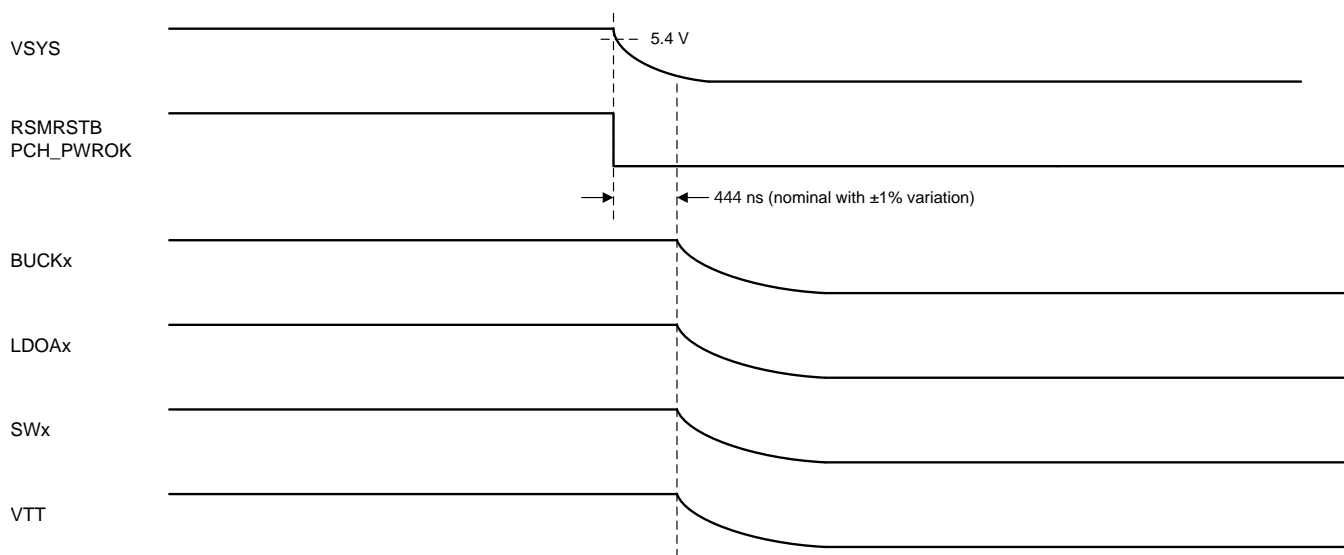 VSYS
5.4 V
RSMRSTB
PCH_PWROK
444 ns (nominal with ±1% variation)
BUCKx
LDOAx
SWx
VTT